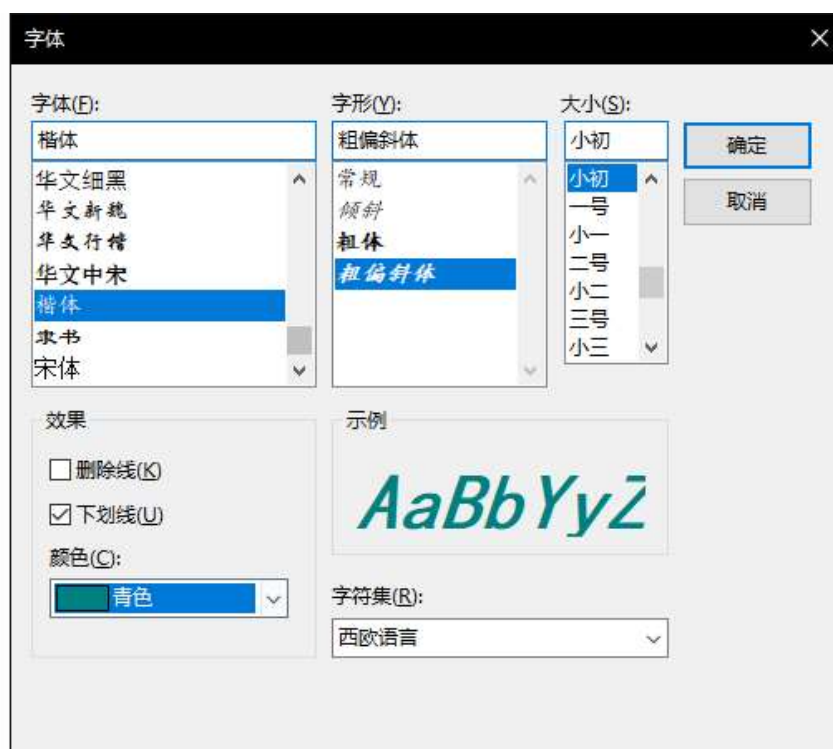 字体
字体(F):
楷体
华文细黑
华文新魏
华文行楷
华文中宋
楷体
隶书
宋体
字形(Y):
粗偏斜体
常规
倾斜
粗体
粗偏斜体
大小(S):
小初
小初
一号
小一
二号
小二
三号
小三
确定
取消
效果
删除线(K)
下划线(U)
颜色(C):
青色
示例
AaBbYyZ
字符集(R):
西欧语言